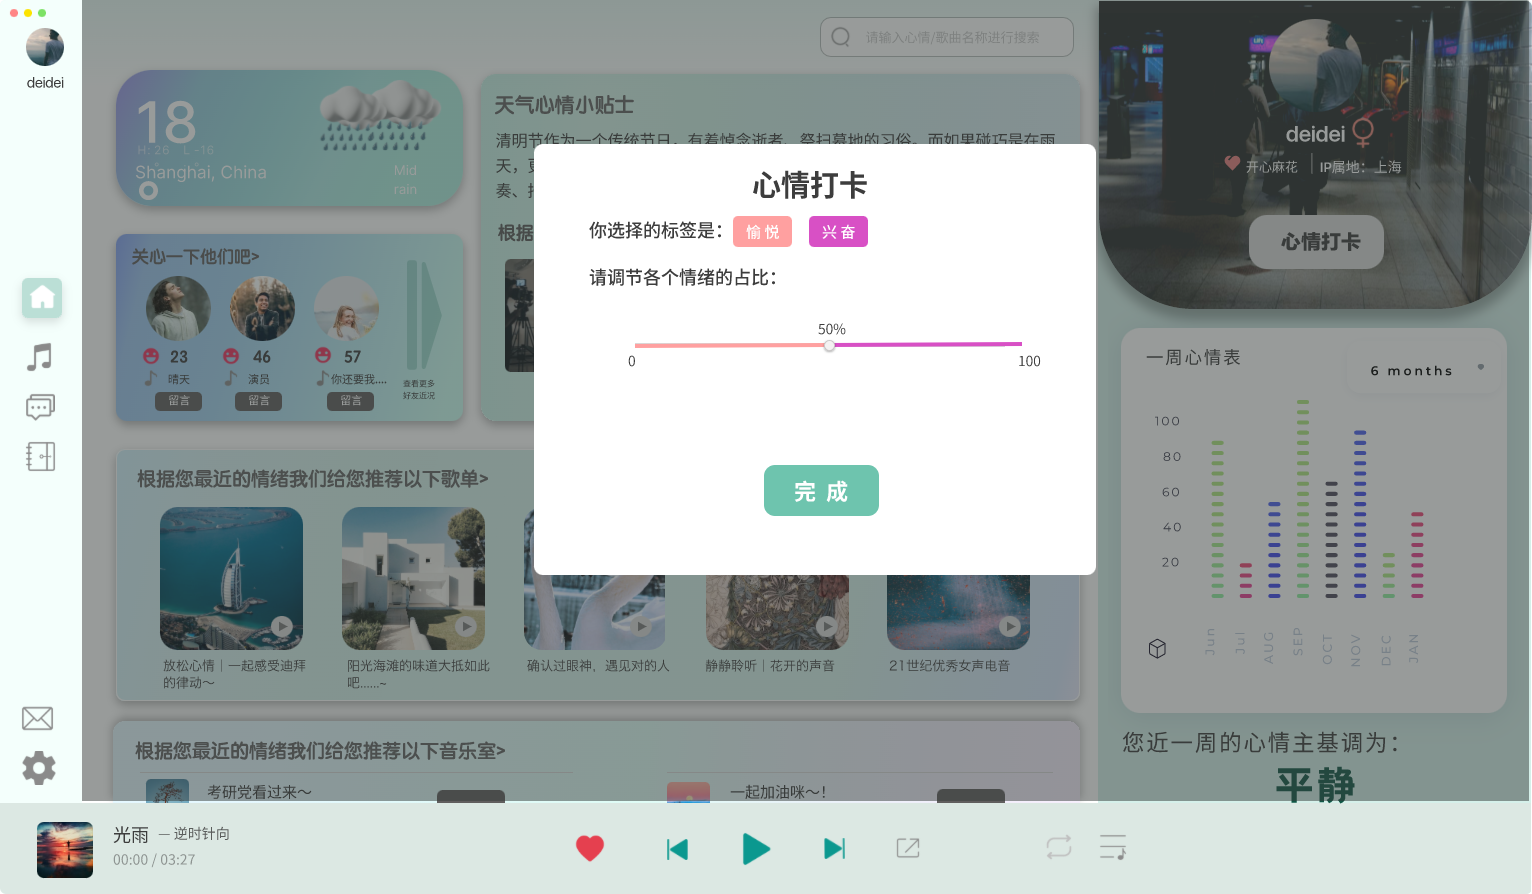 deidei
请输入心情/歌曲名称进行搜索
18
H: 26 L -16
Shanghai, China
Mid
rain
关心一下他们吧>
23
46
57
晴天
演员
你还要我....
留言
留言
留言
查看更多
好友近况
天气心情小贴士
清明节作为一个传统节日，有着悼念逝者、祭扫墓地的习俗。而如果碰巧是在雨
天，
奏、
根据
心情打卡
你选择的标签是：
愉 悦
兴 奋
请调节各个情绪的占比：
50%
0
100
完 成
根据您最近的情绪我们给您推荐以下歌单>
放松心情｜一起感受迪拜
的律动～
阳光海滩的味道大抵如此
吧......~
确认过眼神，遇见对的人
静静聆听｜花开的声音
21世纪优秀女声电音
根据您最近的情绪我们给您推荐以下音乐室>
考研党看过来～
一起加油咪～！
deidei
开心麻花
IP属地：上海
心情打卡
一周心情表
6 months
100
80
60
40
20
Jun
Jul
AUG
SEP
OCT
NOV
DEC
JAN
您近一周的心情主基调为：
平静
光雨 — 逆时针向
00:00 / 03:27